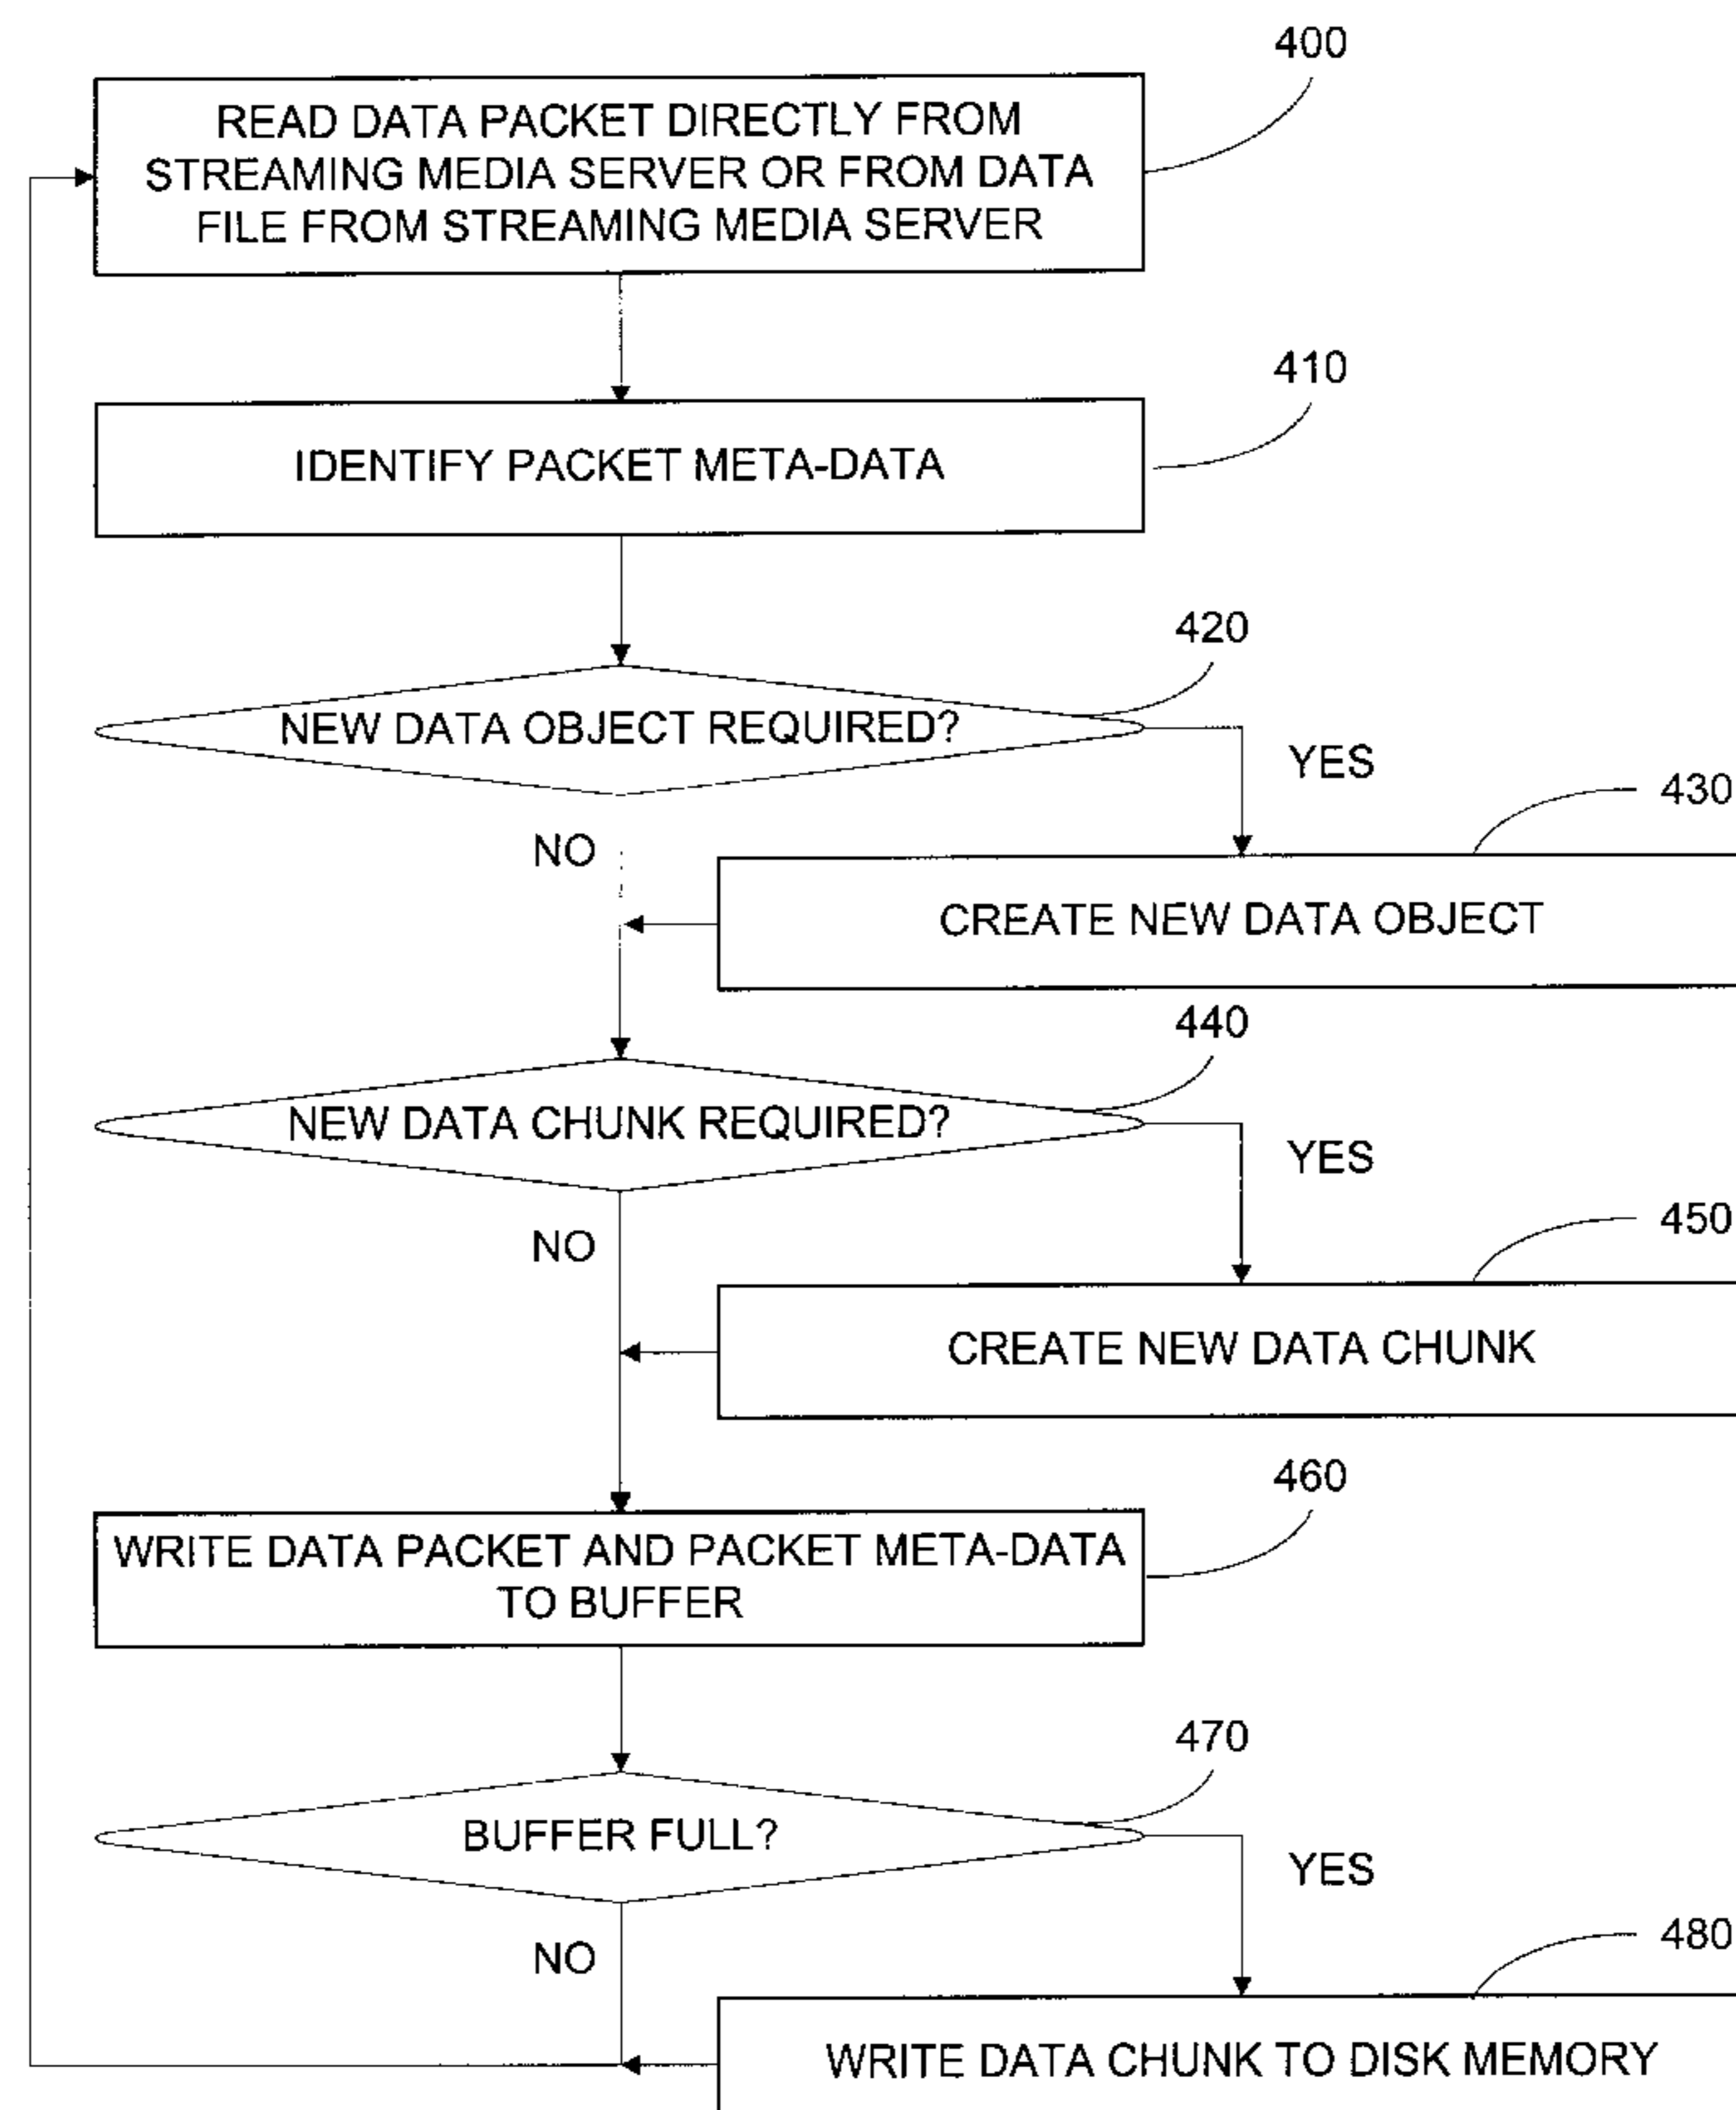 400
READ DATA PACKET DIRECTLY FROM
STREAMING MEDIA SERVER OR FROM DATA
FILE FROM STREAMING MEDIA SERVER
410
IDENTIFY PACKET META-DATA
420
NEW DATA OBJECT REQUIRED?
YES
430
NO
CREATE NEW DATA OBJECT
440
NEW DATA CHUNK REQUIRED?
YES
450
NO
CREATE NEW DATA CHUNK
460
WRITE DATA PACKET AND PACKET META-DATA
TO BUFFER
470
BUFFER FULL?
YES
480
NO
WRITE DATA CHUNK TO DISK MEMORY